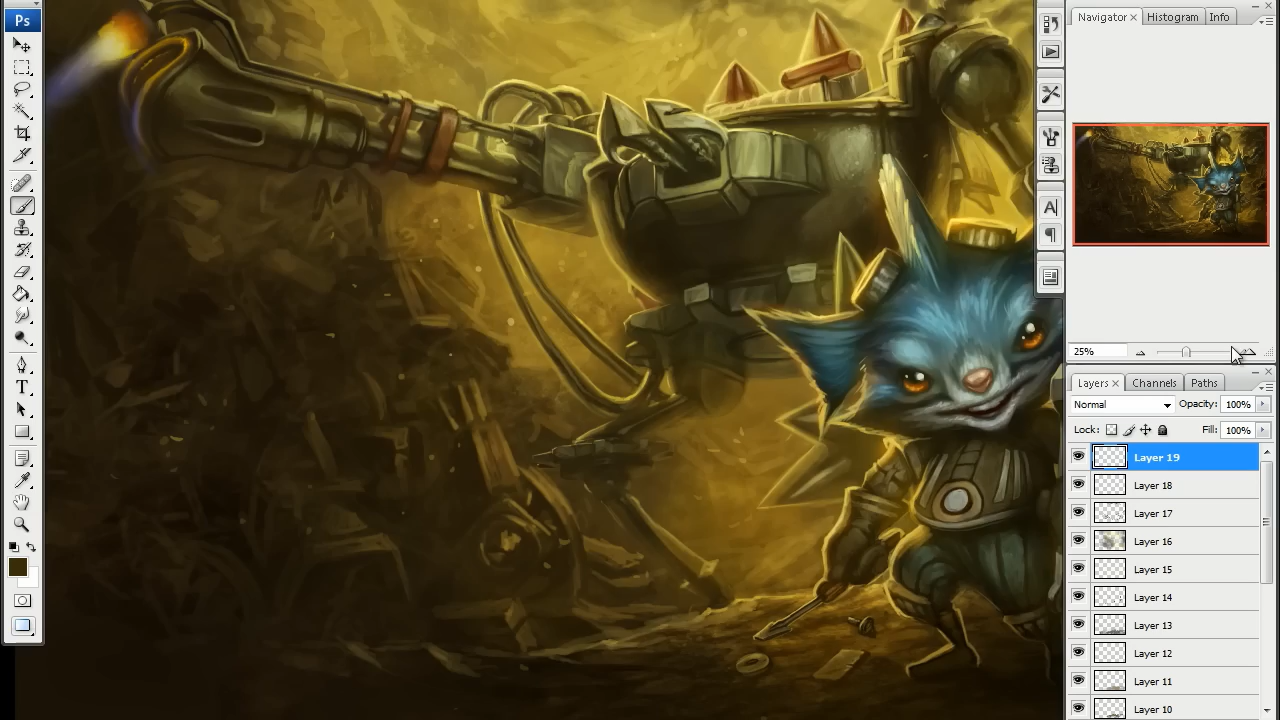 Ps
Navigator × Histogram Info
25%
Layers × Channels Paths
Normal Opacity: 100%
Lock: Fill: 100%
Layer 19
Layer 18
Layer 17
Layer 16
Layer 15
Layer 14
Layer 13
Layer 12
Layer 11
Layer 10
T
A